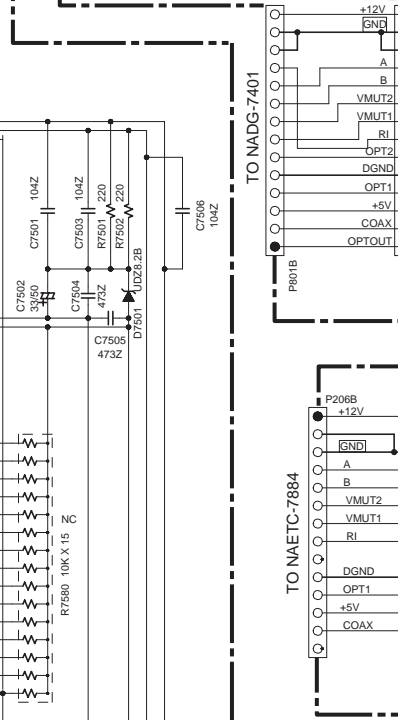 +12V
GND
A
B
VMUT2
VMUT1
RI
OPT2
DGND
OPT1
+5V
COAX
OPTOUT
TO NADG-7401
P801B
C7501 104Z
C7503 104Z
R7501 220
R7502 220
C7506
104Z
C7502
33/50
C7504
473Z
D7501
UDZ8.2B
C7505
473Z
NC
R7580 10K X 15
P206B
+12V
GND
A
B
VMUT2
VMUT1
RI
DGND
OPT1
+5V
COAX
TO NAETC-7884